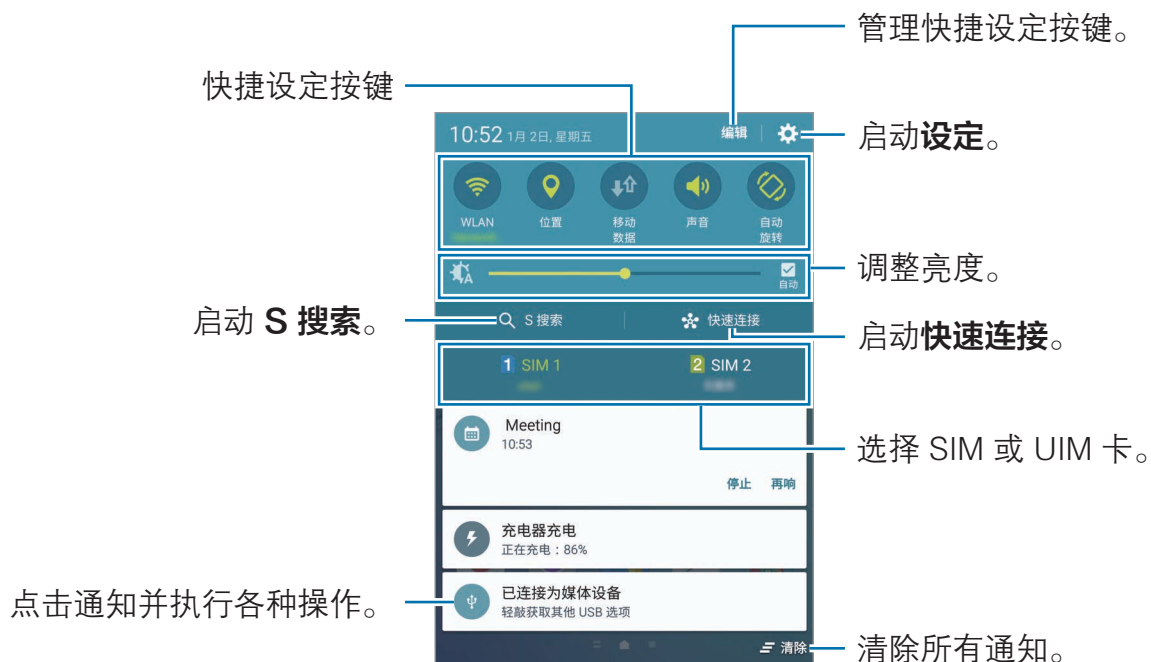 管理快捷设定按键。
快捷设定按键
10:52 1月 2日, 星期五 编辑
启动设定。
WLAN 位置 移动数据 声音 自动旋转
自动
调整亮度。
启动 S 搜索。
S 搜索 快速连接
启动快速连接。
1 SIM 1 2 SIM 2
Meeting
10:53
选择 SIM 或 UIM 卡。
停止 再响
充电器充电
正在充电：86%
已连接为媒体设备
轻敲获取其他 USB 选项
点击通知并执行各种操作。
清除
清除所有通知。